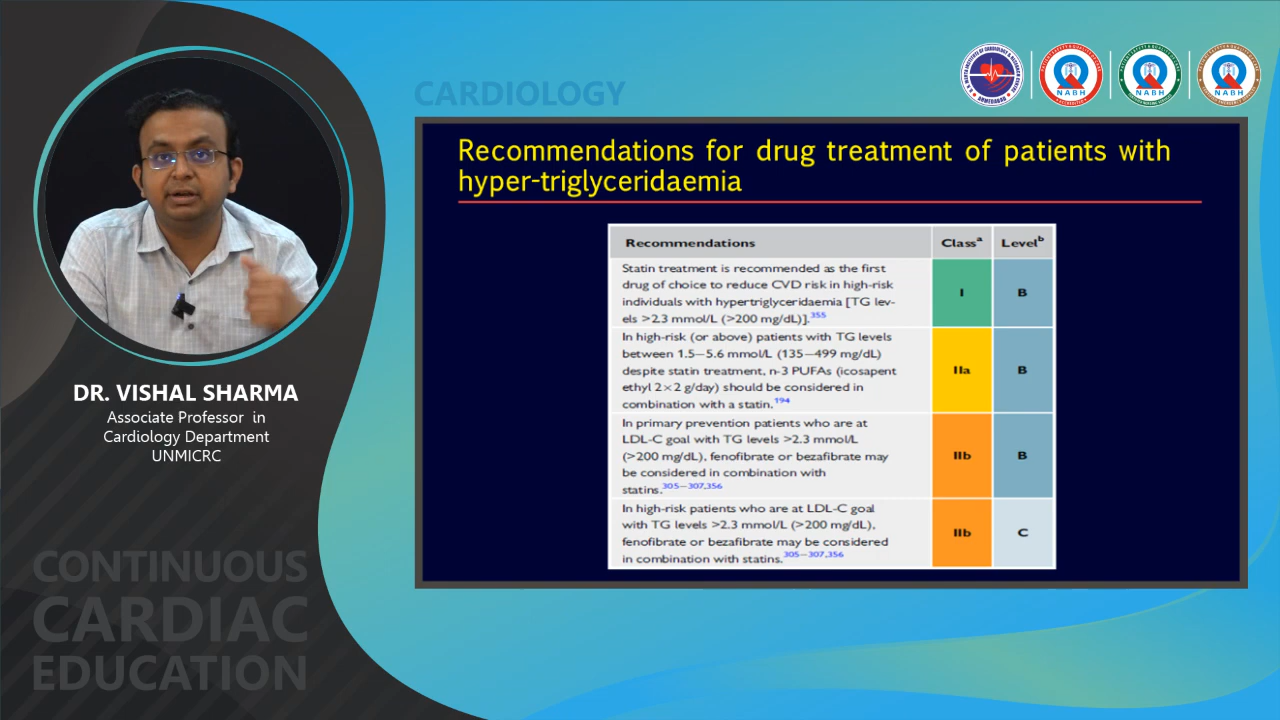 CARDIOLOGY
NABH
NABH
NABH
Recommendations for drug treatment of patients with
hyper-triglyceridaemia
Recommendations Classᵃ Levelᵇ
Statin treatment is recommended as the first
drug of choice to reduce CVD risk in high-risk
individuals with hypertriglyceridaemia [TG lev-
els >2.3 mmol/L (>200 mg/dL)].355
I B
In high-risk (or above) patients with TG levels
between 1.5–5.6 mmol/L (135–499 mg/dL)
despite statin treatment, n-3 PUFAs (icosapent
ethyl 2×2 g/day) should be considered in
combination with a statin.194
IIa B
In primary prevention patients who are at
LDL-C goal with TG levels >2.3 mmol/L
(>200 mg/dL), fenofibrate or bezafibrate may
be considered in combination with
statins.305–307,356
IIb B
In high-risk patients who are at LDL-C goal
with TG levels >2.3 mmol/L (>200 mg/dL),
fenofibrate or bezafibrate may be considered
in combination with statins.305–307,356
IIb C
DR. VISHAL SHARMA
Associate Professor in
Cardiology Department
UNMICRC
CONTINUOUS
CARDIAC
EDUCATION